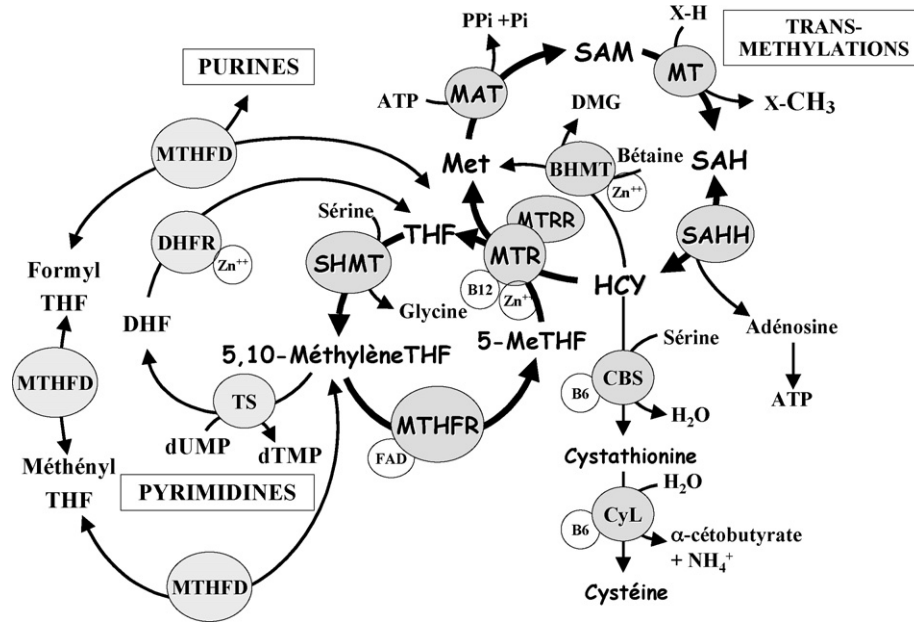 PPi +Pi
X-H
TRANS-
METHYLATIONS
SAM
MT
PURINES
MAT
ATP
DMG
X-CH₃
MTHFD
Met
BHMT
Bétaine
Zn⁺⁺
SAH
Sérine
MTRR
DHFR
Zn⁺⁺
THF
SHMT
MTR
SAHH
Formyl
THF
B12
Zn⁺⁺
HCY
Glycine
DHF
5-MeTHF
Adénosine
Sérine
5,10-MéthylèneTHF
MTHFD
TS
CBS
B6
ATP
MTHFR
H₂O
dUMP
dTMP
FAD
Cystathionine
Méthényl
THF
PYRIMIDINES
H₂O
CyL
B6
α-cétobutyrate
+ NH₄⁺
MTHFD
Cystéine